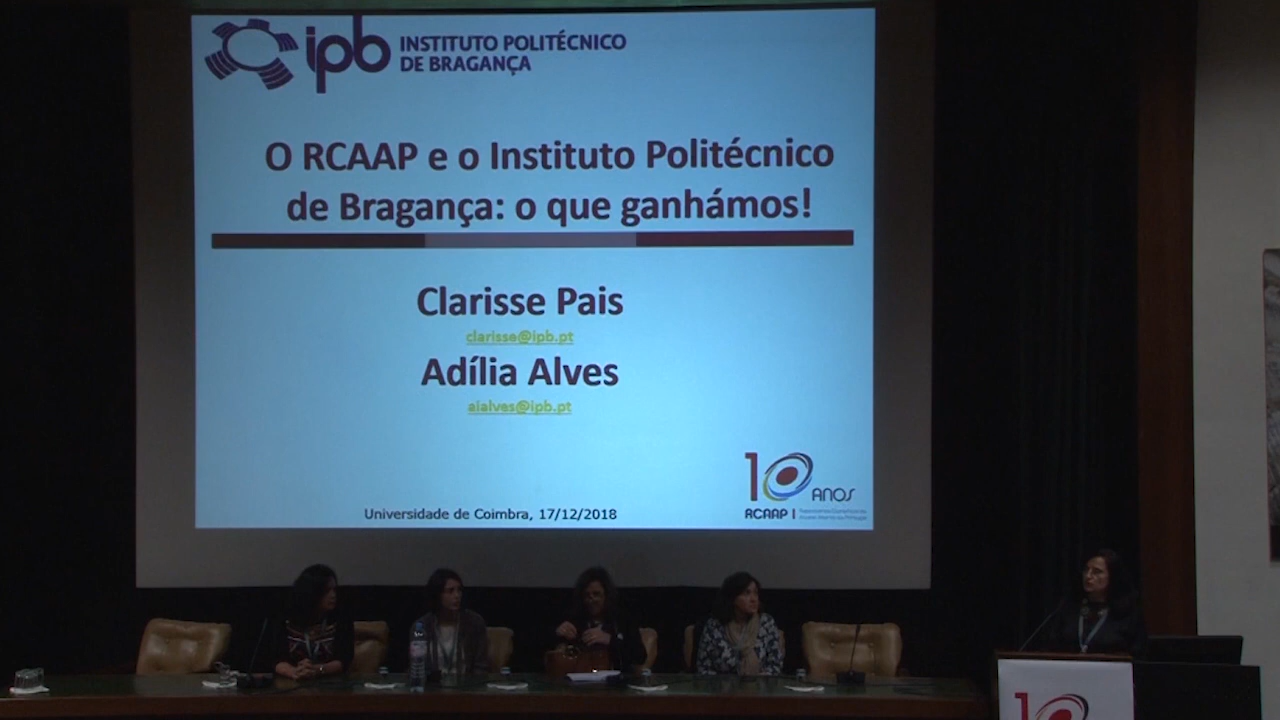 ipb INSTITUTO POLITÉCNICO
DE BRAGANÇA
O RCAAP e o Instituto Politécnico
de Bragança: o que ganhámos!
Clarisse Pais
clarisse@ipb.pt
Adília Alves
aialves@ipb.pt
10 ANOS
RCAAP
Universidade de Coimbra, 17/12/2018
10